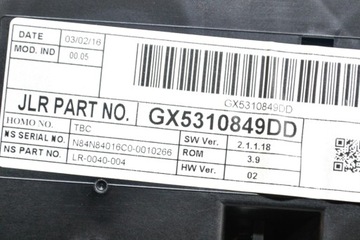 DATE 03/02/16
MOD. IND 00.05
GX5310849DD
JLR PART NO. GX5310849DD
HOMO NO. TBC
NS SERIAL NO. N84N84016C0-0010266
NS PART NO. LR-0040-004
SW Ver. 2.1.1.18
ROM 3.9
HW Ver. 02